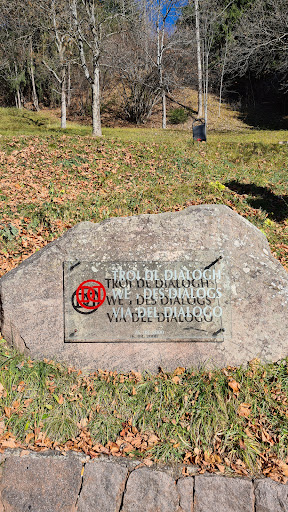 TROI DE DIALOGH
WEG DES DIALOGS
VIA DEL DIALOGO